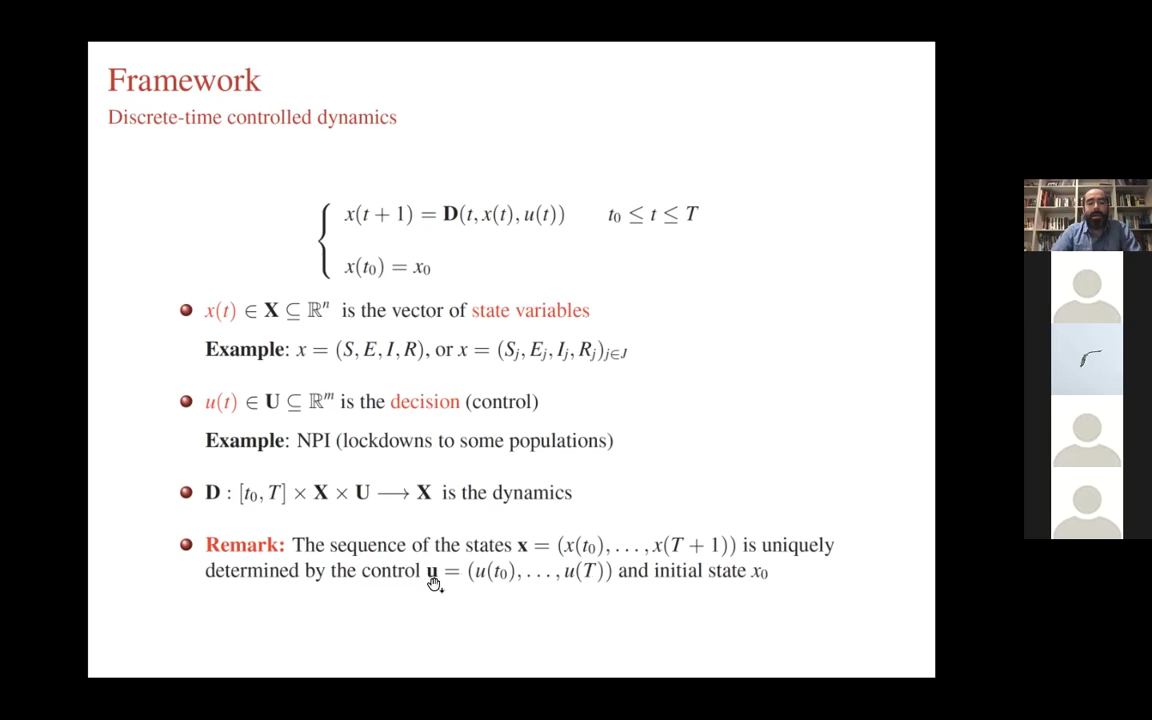 Framework
Discrete-time controlled dynamics
x(t + 1) = D(t, x(t), u(t)) t₀ ≤ t ≤ T
x(t₀) = x₀
x(t) ∈ X ⊆ ℝⁿ is the vector of state variables
Example: x = (S, E, I, R), or x = (Sⱼ, Eⱼ, Iⱼ, Rⱼ)ⱼ∈J
u(t) ∈ U ⊆ ℝᵐ is the decision (control)
Example: NPI (lockdowns to some populations)
D : [t₀, T] × X × U ⟶ X is the dynamics
Remark: The sequence of the states x = (x(t₀), . . . , x(T + 1)) is uniquely
determined by the control u = (u(t₀), . . . , u(T)) and initial state x₀